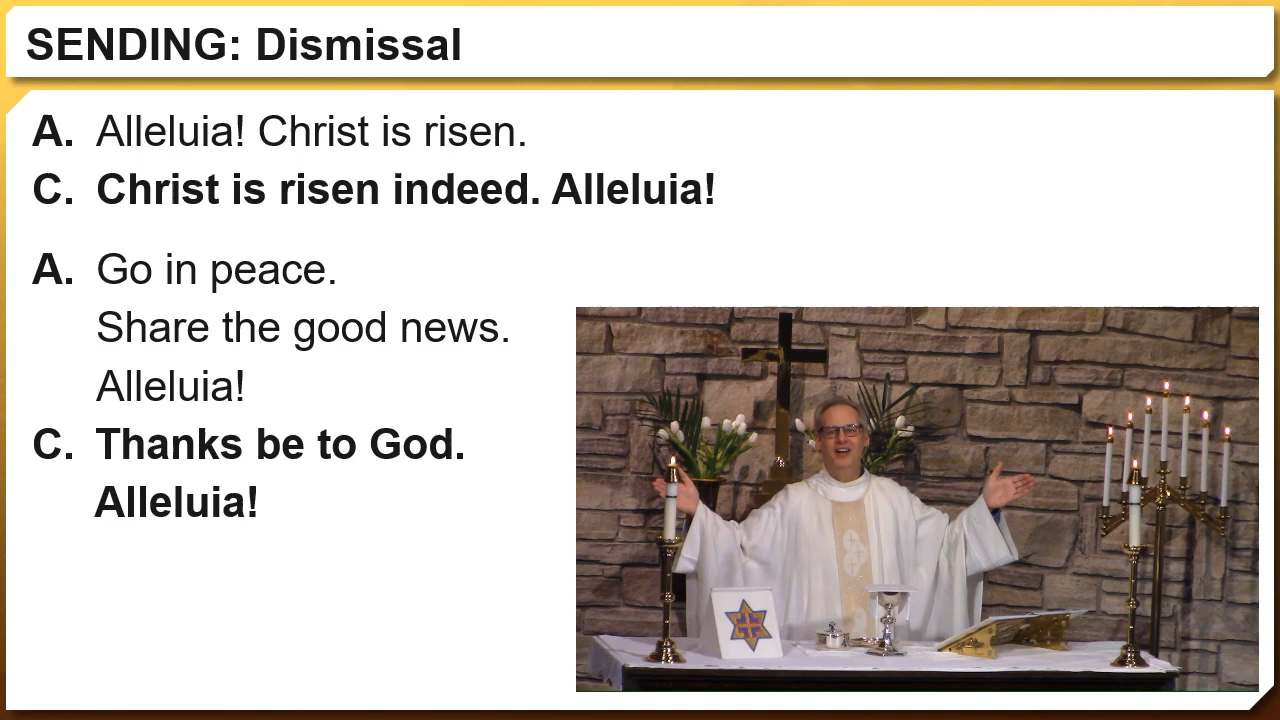 SENDING: Dismissal
A. Alleluia! Christ is risen.
C. Christ is risen indeed. Alleluia!
A. Go in peace.
Share the good news.
Alleluia!
C. Thanks be to God.
Alleluia!